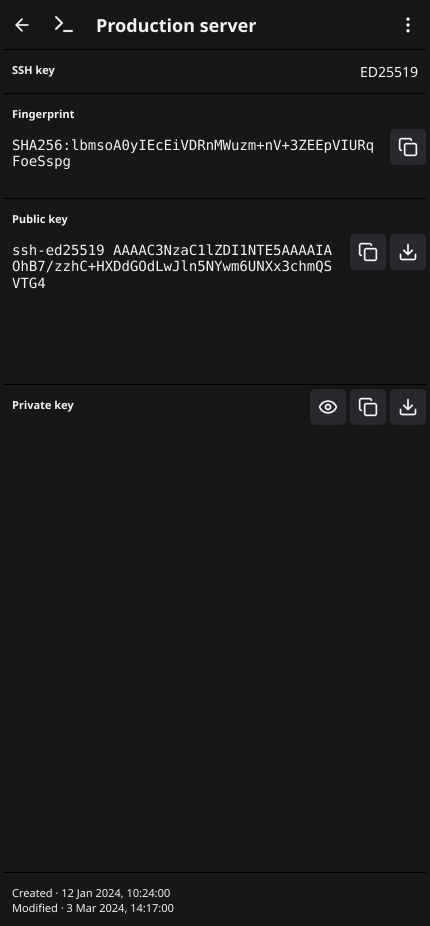 Production server
SSH key
ED25519
Fingerprint
SHA256:lbmsoA0yIEcEiVDRnMWuzm+nV+3ZEEpVIURq
FoeSspg
Public key
ssh-ed25519 AAAAC3NzaC1lZDI1NTE5AAAAIA
OhB7/zzhC+HXDdGOdLwJln5NYwm6UNXx3chmQS
VTG4
Private key
Created · 12 Jan 2024, 10:24:00
Modified · 3 Mar 2024, 14:17:00